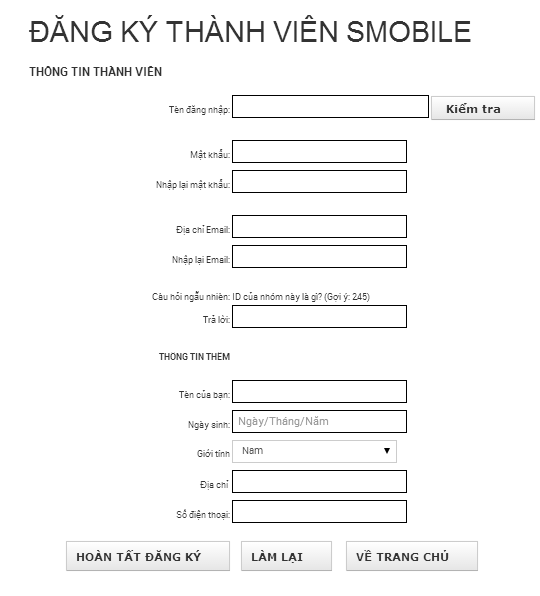 ĐĂNG KÝ THÀNH VIÊN SMOBILE
THÔNG TIN THÀNH VIÊN
Tên đăng nhập: Kiểm tra
Mật khẩu:
Nhập lại mật khẩu:
Địa chỉ Email:
Nhập lại Email:
Câu hỏi ngẫu nhiên: ID của nhóm này là gì? (Gợi ý: 245)
Trả lời:
THÔNG TIN THÊM
Tên của bạn:
Ngày sinh: Ngày/Tháng/Năm
Giới tính Nam
Địa chỉ
Số điện thoại:
HOÀN TẤT ĐĂNG KÝ LÀM LẠI VỀ TRANG CHỦ